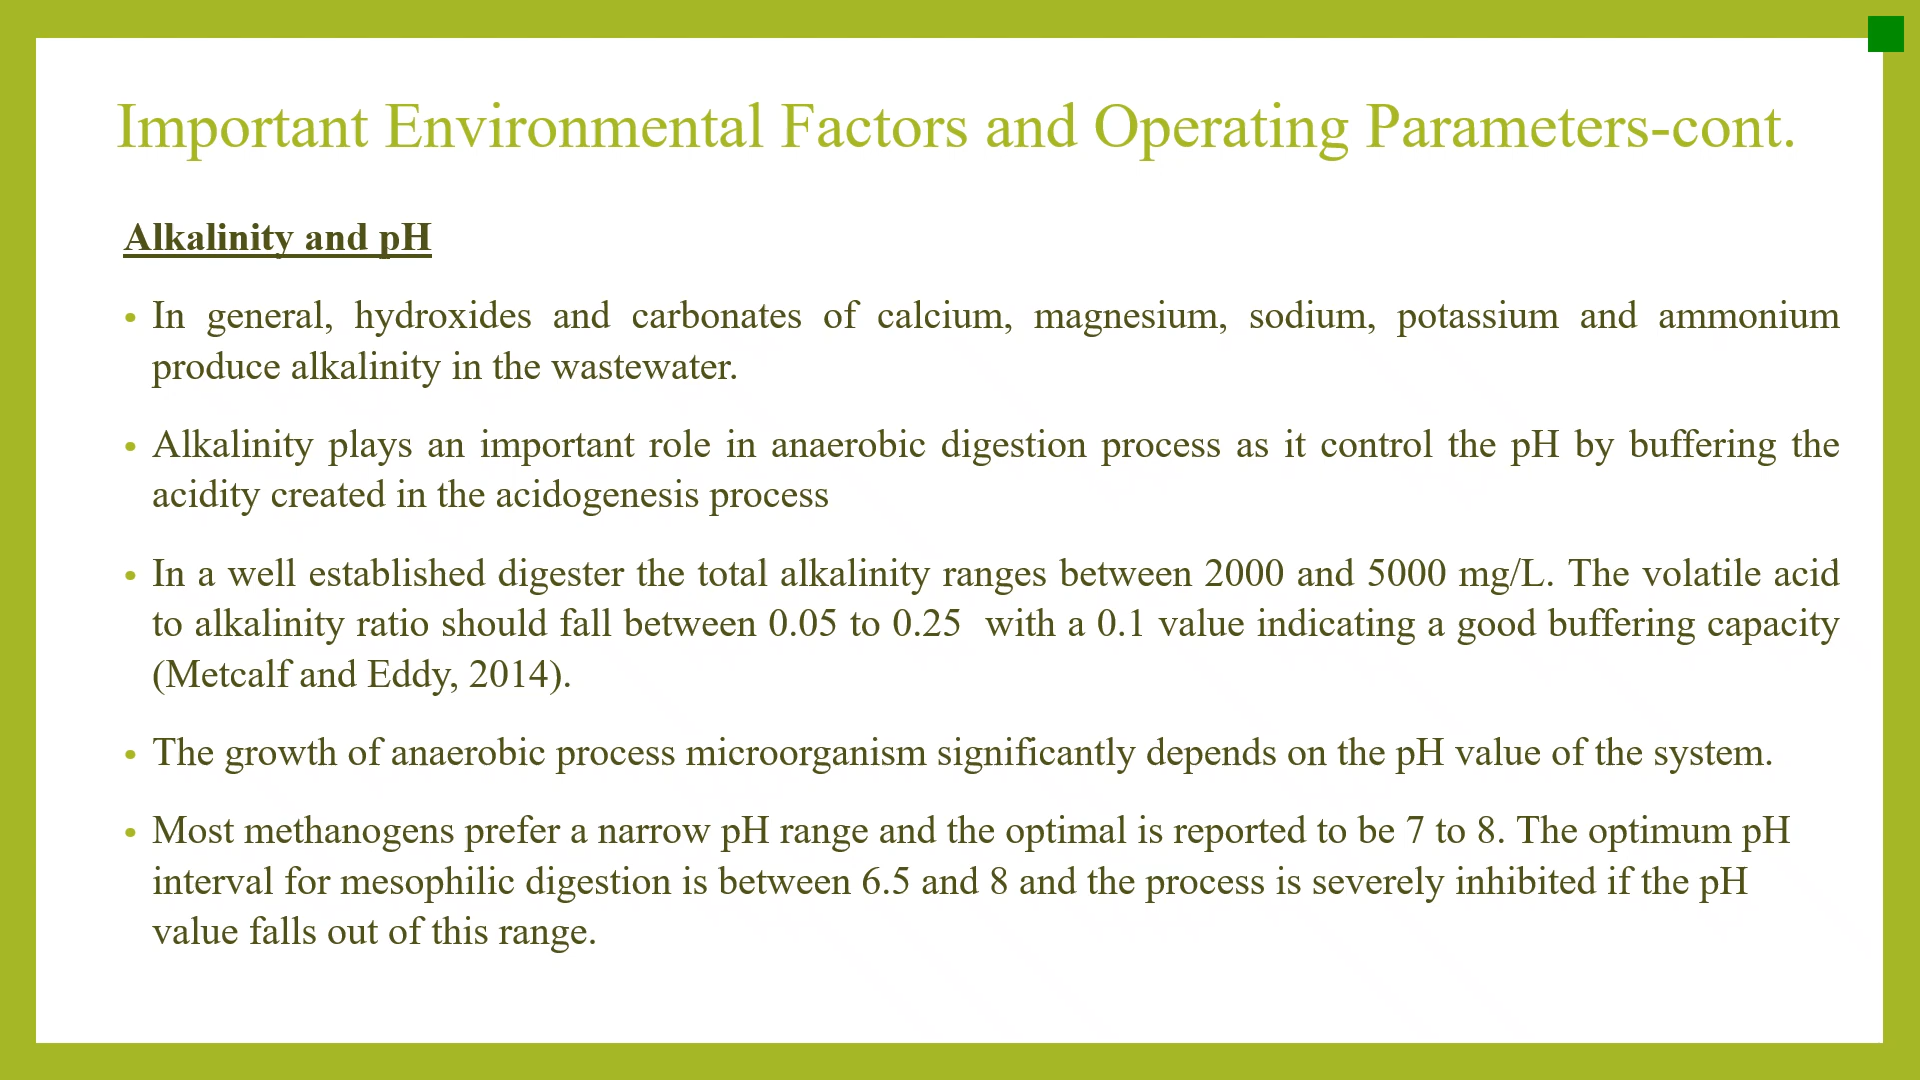 Important Environmental Factors and Operating Parameters-cont.
Alkalinity and pH
• In general, hydroxides and carbonates of calcium, magnesium, sodium, potassium and ammonium
produce alkalinity in the wastewater.
• Alkalinity plays an important role in anaerobic digestion process as it control the pH by buffering the
acidity created in the acidogenesis process
• In a well established digester the total alkalinity ranges between 2000 and 5000 mg/L. The volatile acid
to alkalinity ratio should fall between 0.05 to 0.25  with a 0.1 value indicating a good buffering capacity
(Metcalf and Eddy, 2014).
• The growth of anaerobic process microorganism significantly depends on the pH value of the system.
• Most methanogens prefer a narrow pH range and the optimal is reported to be 7 to 8. The optimum pH
interval for mesophilic digestion is between 6.5 and 8 and the process is severely inhibited if the pH
value falls out of this range.